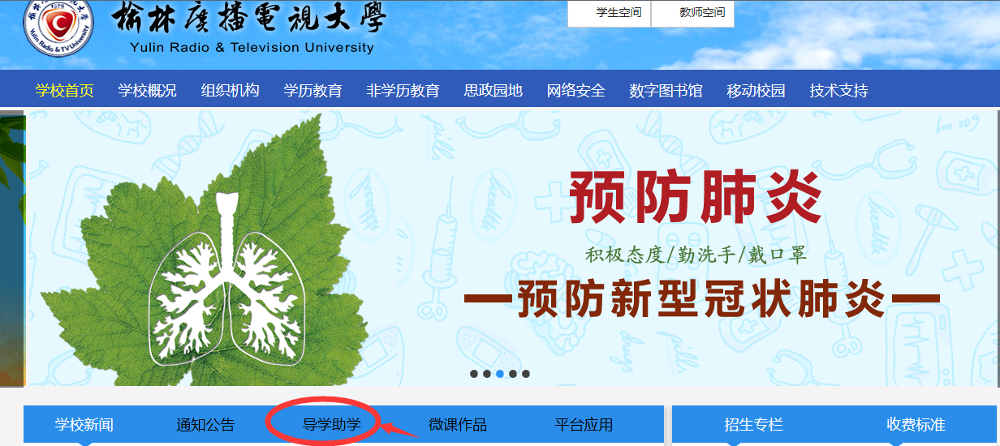 榆林廣播電視大學
Yulin Radio & Television University
1979
Yulin Radio & TV University
学生空间 教师空间
学校首页 学校概况 组织机构 学历教育 非学历教育 思政园地 网络安全 数字图书馆 移动校园 技术支持
预防肺炎
积极态度/勤洗手/戴口罩
预防新型冠状肺炎
学校新闻 通知公告 导学助学 微课作品 平台应用 招生专栏 收费标准